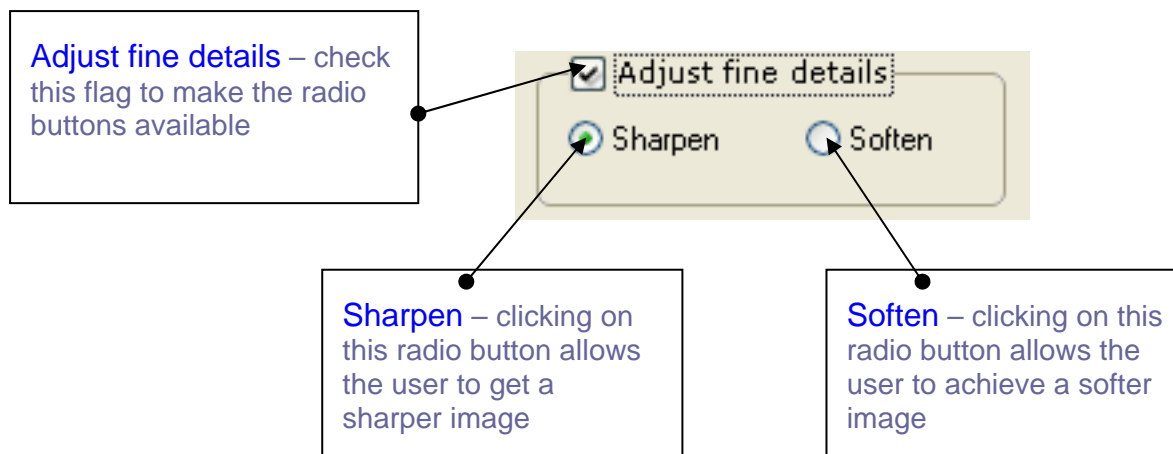 Adjust fine details – check
this flag to make the radio
buttons available
Adjust fine details
Sharpen
Soften
Sharpen – clicking on
this radio button allows
the user to get a
sharper image
Soften – clicking on this
radio button allows the
user to achieve a softer
image